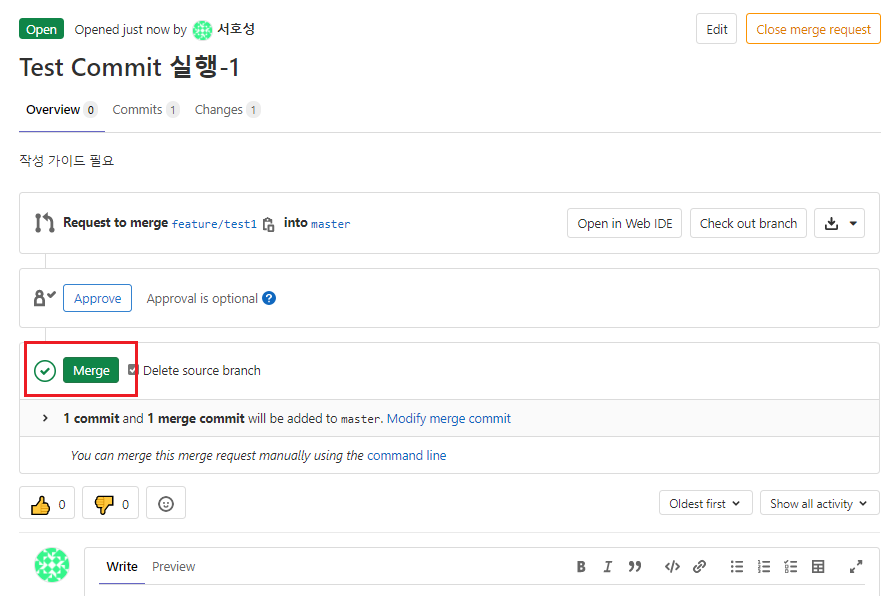 Open Opened just now by 서호성 Edit Close merge request
Test Commit 실행-1
Overview 0 Commits 1 Changes 1
작성 가이드 필요
Request to merge feature/test1 into master Open in Web IDE Check out branch
Approve Approval is optional ?
Merge Delete source branch
1 commit and 1 merge commit will be added to master. Modify merge commit
You can merge this merge request manually using the command line
0 0 Oldest first Show all activity
Write Preview B I